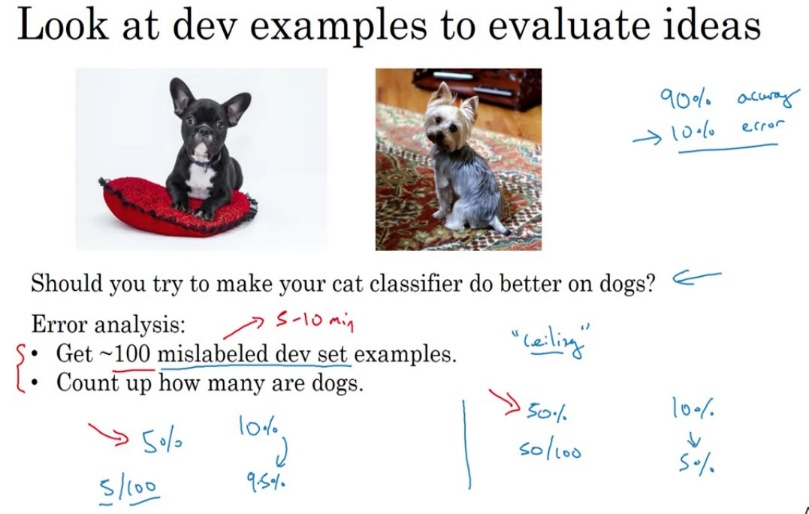 Look at dev examples to evaluate ideas
90% accuracy
→ 10% error
Should you try to make your cat classifier do better on dogs? ←
Error analysis:
→ 5-10 min
• Get ~100 mislabeled dev set examples.
• Count up how many are dogs.
"ceiling"
→ 5%
5/100
10%
↓
9.5%
→ 50%
50/100
10%
↓
5%